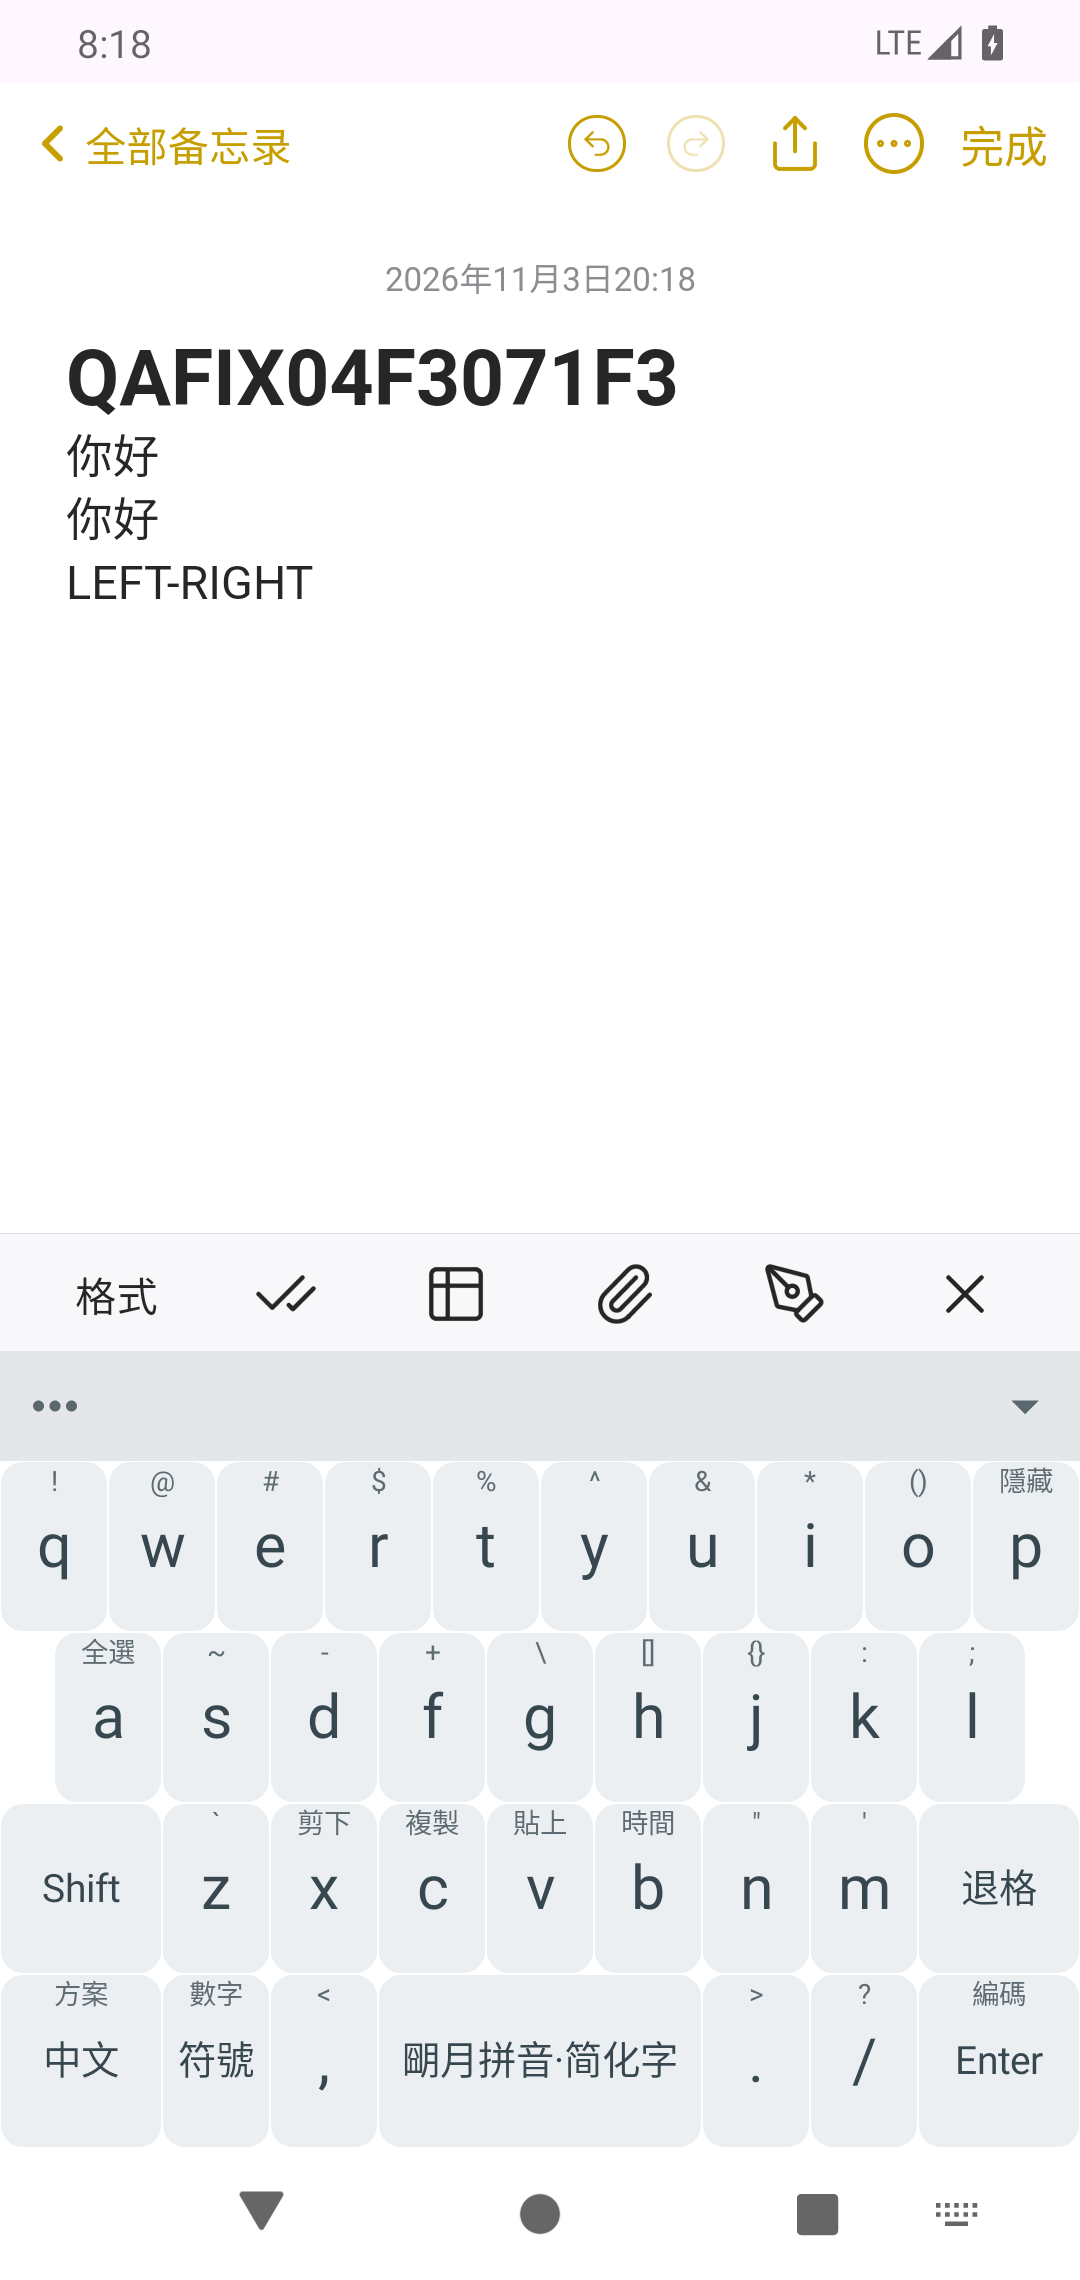 8:18
LTE
全部备忘录
完成
2026年11月3日20:18
QAFIX04F3071F3
你好
你好
LEFT-RIGHT
格式
! @ # $ % ^ & * () 隱藏
q w e r t y u i o p
全選 ~ - + \ [] {} : ;
a s d f g h j k l
` 剪下 複製 貼上 時間 " '
Shift z x c v b n m 退格
方案 數字 < > ? 編碼
中文 符號 , 朙月拼音·简化字 . / Enter